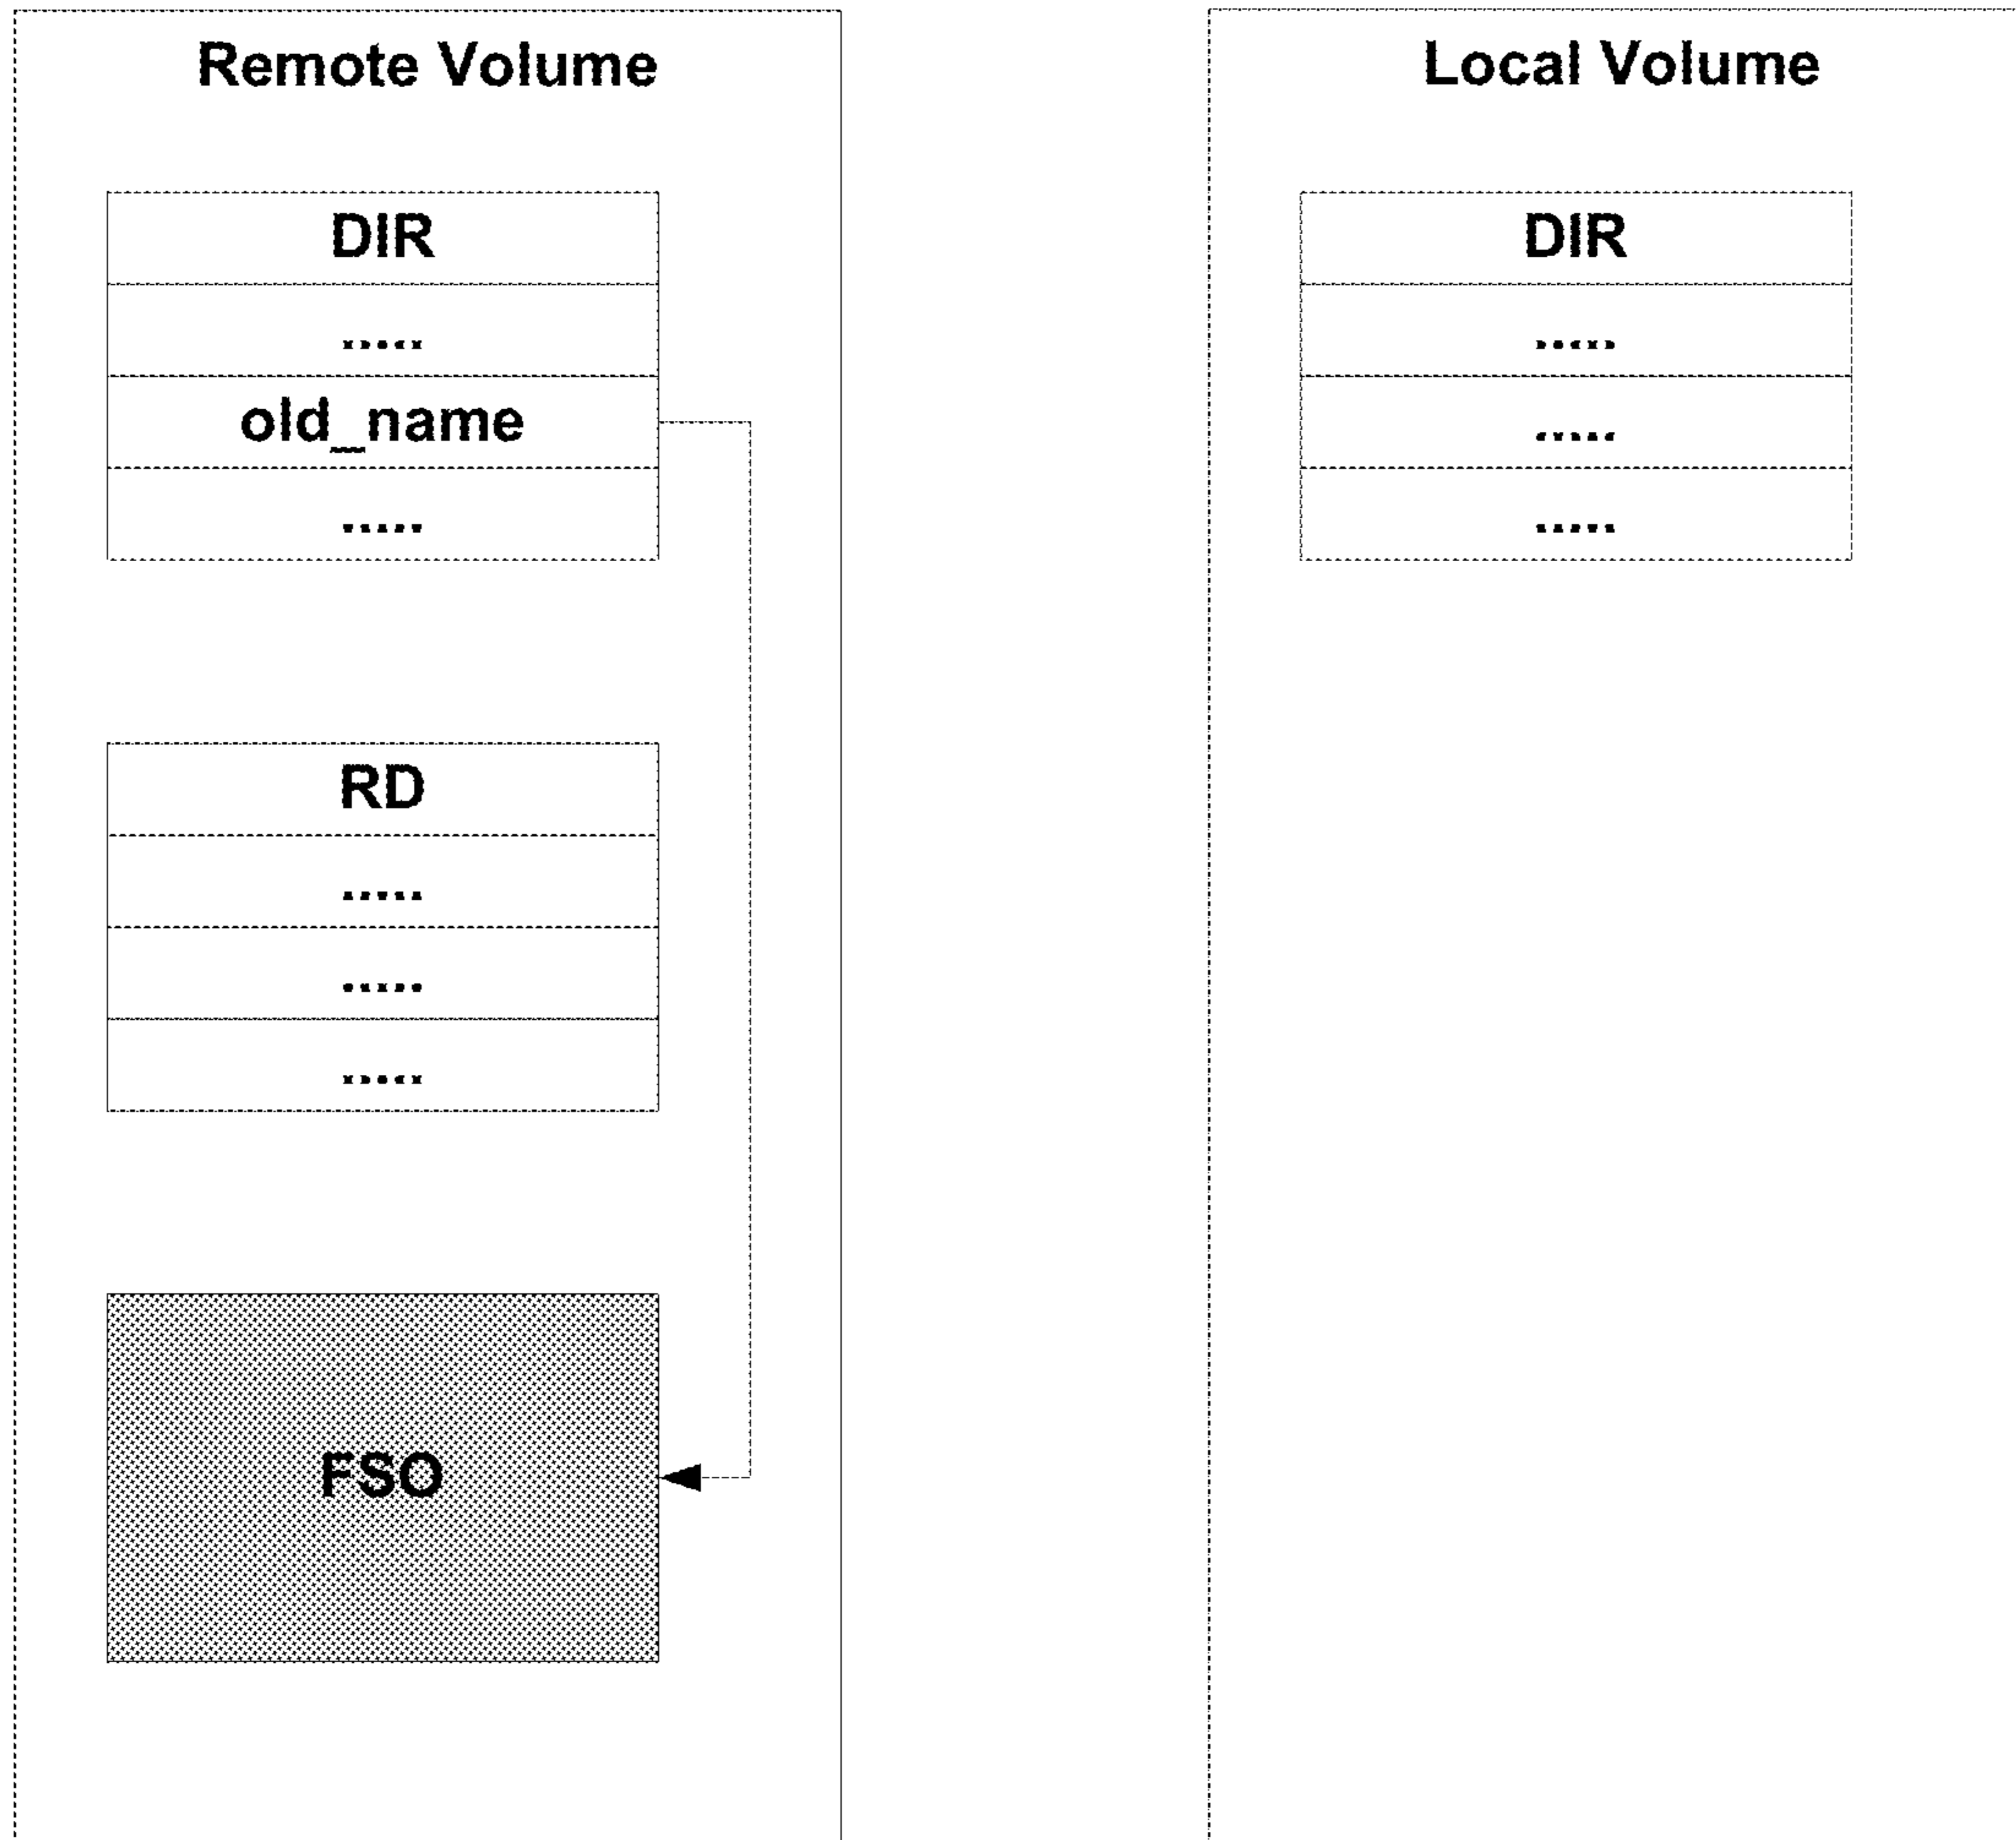 Remote Volume
DIR
.....
old_name
.....
RD
.....
.....
.....
FSO
Local Volume
DIR
.....
.....
.....